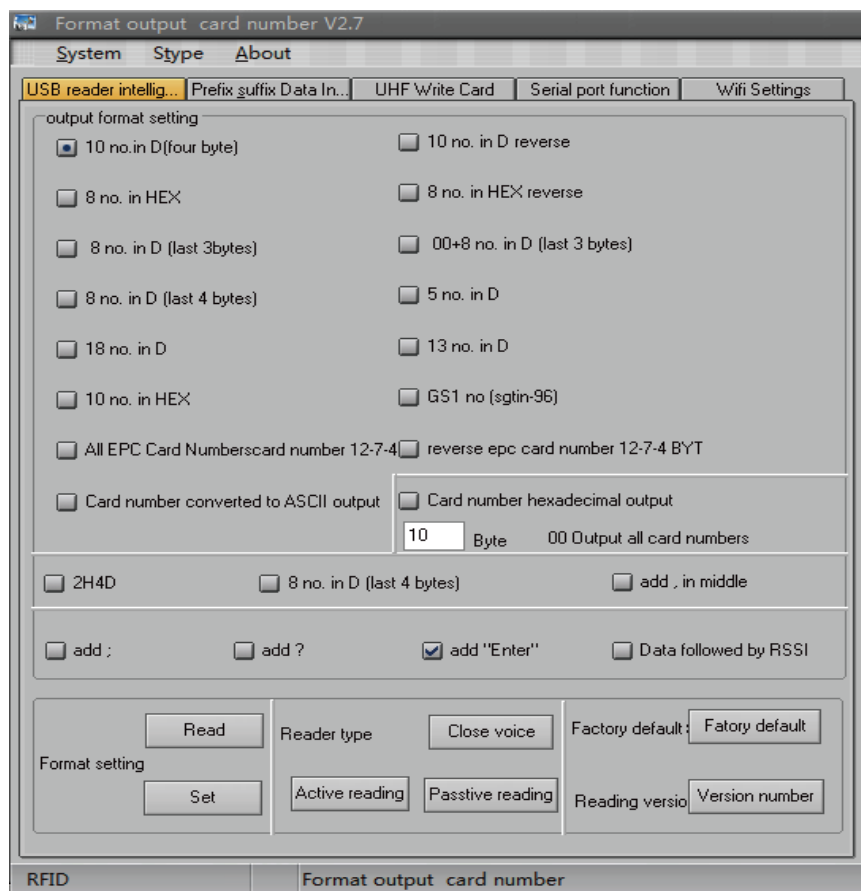 Format output card number V2.7
System Stype About
USB reader intellig... Prefix suffix Data In... UHF Write Card Serial port function Wifi Settings
output format setting
10 no.in D(four byte) 10 no. in D reverse
8 no. in HEX 8 no. in HEX reverse
8 no. in D (last 3bytes) 00+8 no. in D (last 3 bytes)
8 no. in D (last 4 bytes) 5 no. in D
18 no. in D 13 no. in D
10 no. in HEX GS1 no (sgtin-96)
All EPC Card Numberscard number 12-7-4 reverse epc card number 12-7-4 BYT
Card number converted to ASCII output Card number hexadecimal output
10 Byte 00 Output all card numbers
2H4D 8 no. in D (last 4 bytes) add , in middle
add ; add ? add "Enter" Data followed by RSSI
Read Reader type Close voice Factory default: Fatory default
Format setting
Set Active reading Passtive reading Reading versio Version number
RFID Format output card number